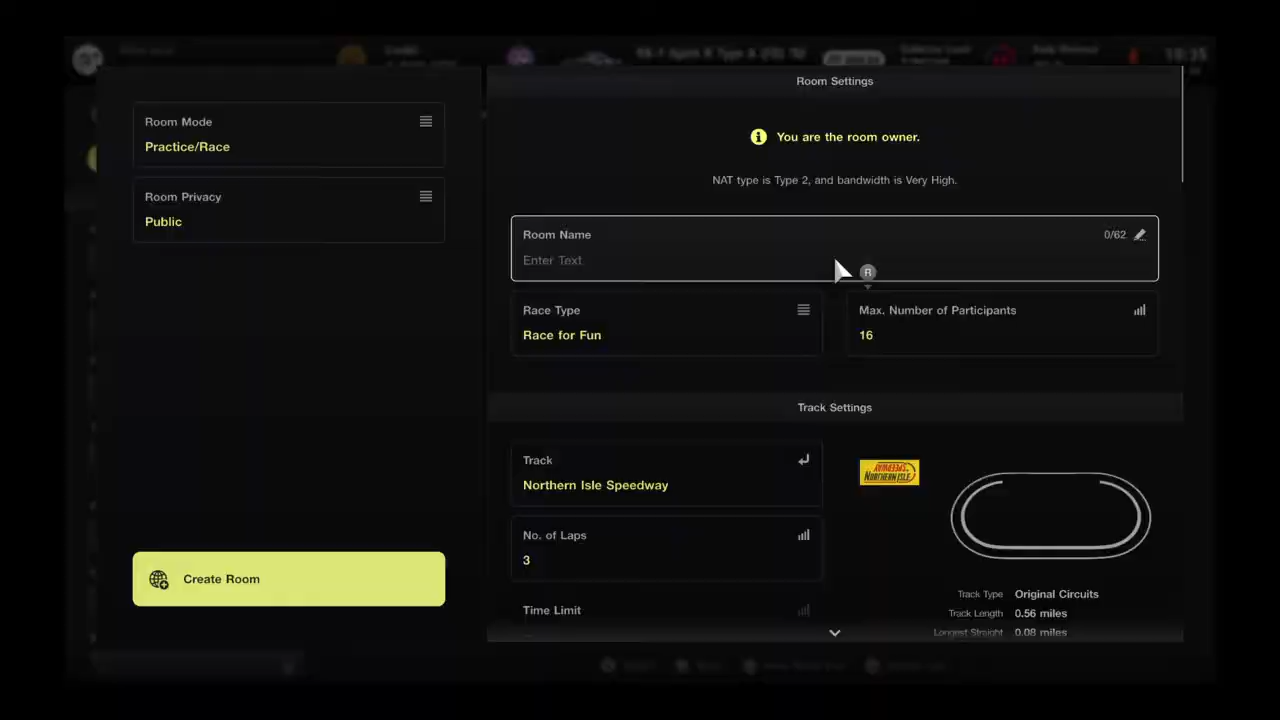 Room Settings
Room Mode
Practice/Race
Room Privacy
Public
Create Room
You are the room owner.
NAT type is Type 2, and bandwidth is Very High.
Room Name
0/62
Enter Text
R
Race Type
Race for Fun
Max. Number of Participants
16
Track Settings
Track
Northern Isle Speedway
SPEEDWAY
NORTHERN ISLE
No. of Laps
3
Time Limit
Track Type Original Circuits
Track Length 0.56 miles
Longest Straight 0.08 miles